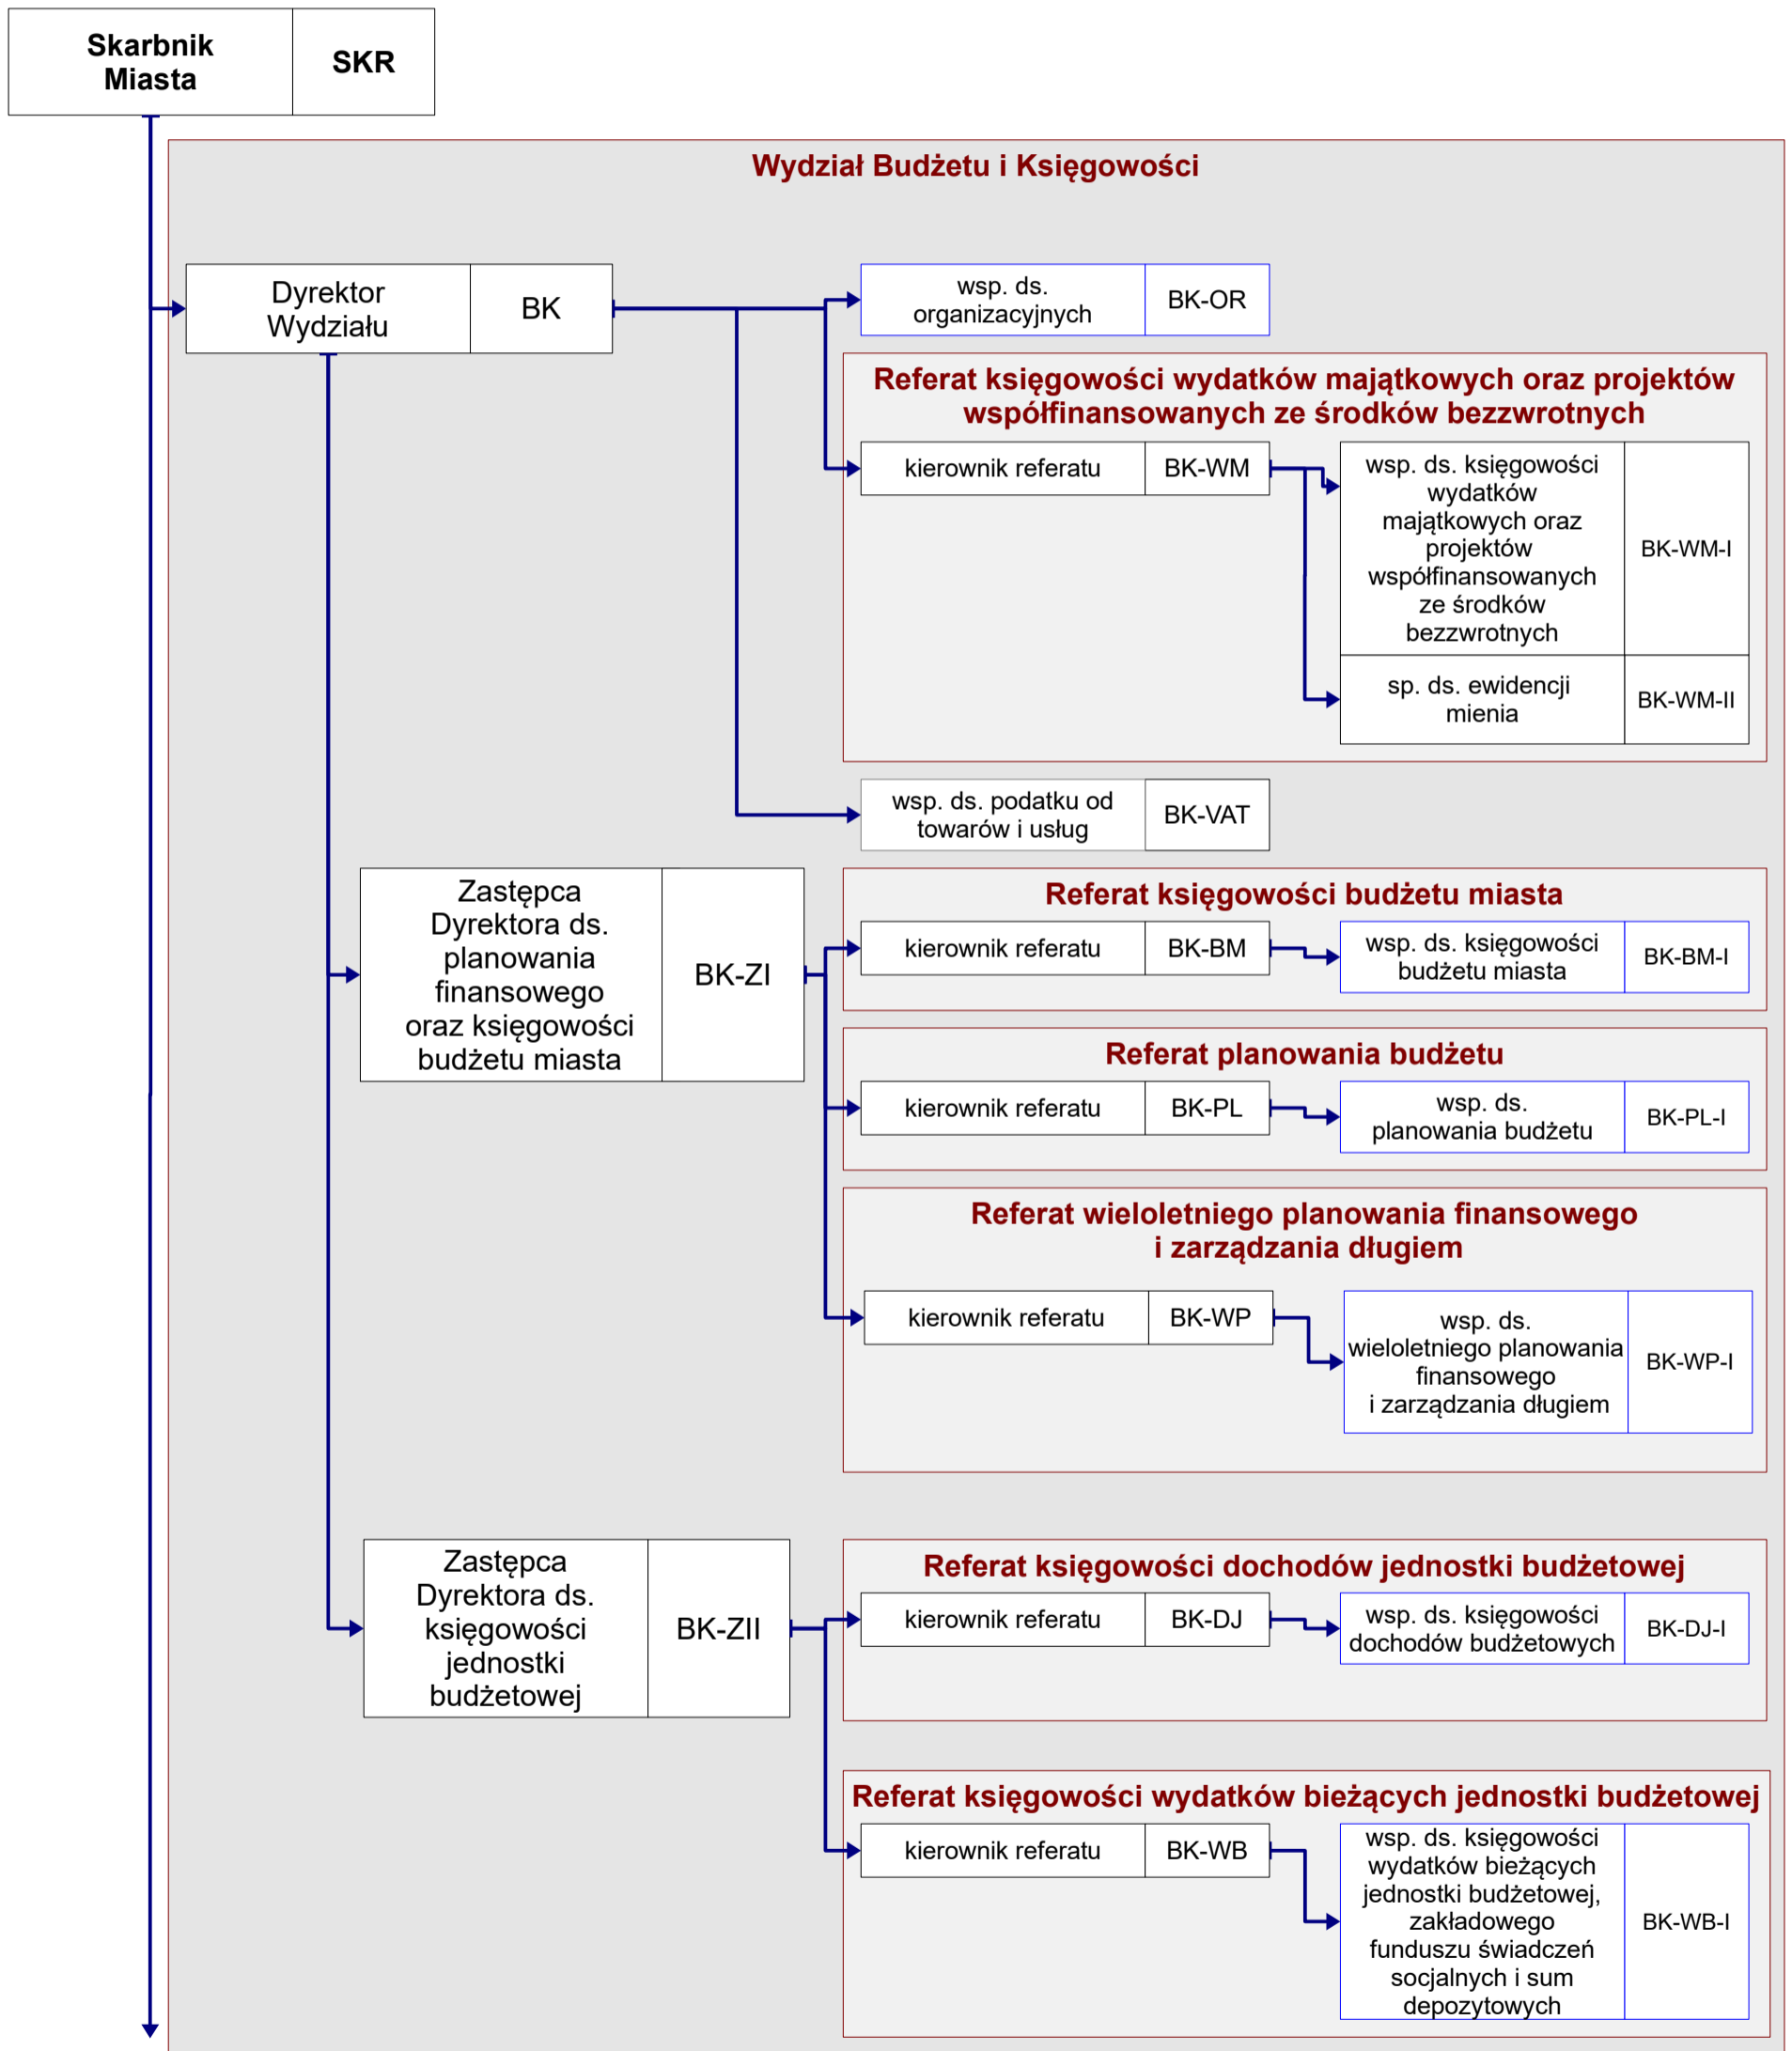 Skarbnik
Miasta
SKR
Wydział Budżetu i Księgowości
Dyrektor
Wydziału
BK
wsp. ds.
organizacyjnych
BK-OR
Referat księgowości wydatków majątkowych oraz projektów
współfinansowanych ze środków bezzwrotnych
kierownik referatu
BK-WM
wsp. ds. księgowości
wydatków
majątkowych oraz
projektów
współfinansowanych
ze środków
bezzwrotnych
BK-WM-I
sp. ds. ewidencji
mienia
BK-WM-II
wsp. ds. podatku od
towarów i usług
BK-VAT
Zastępca
Dyrektora ds.
planowania
finansowego
oraz księgowości
budżetu miasta
BK-ZI
Referat księgowości budżetu miasta
kierownik referatu
BK-BM
wsp. ds. księgowości
budżetu miasta
BK-BM-I
Referat planowania budżetu
kierownik referatu
BK-PL
wsp. ds.
planowania budżetu
BK-PL-I
Referat wieloletniego planowania finansowego
i zarządzania długiem
kierownik referatu
BK-WP
wsp. ds.
wieloletniego planowania
finansowego
i zarządzania długiem
BK-WP-I
Zastępca
Dyrektora ds.
księgowości
jednostki
budżetowej
BK-ZII
Referat księgowości dochodów jednostki budżetowej
kierownik referatu
BK-DJ
wsp. ds. księgowości
dochodów budżetowych
BK-DJ-I
Referat księgowości wydatków bieżących jednostki budżetowej
kierownik referatu
BK-WB
wsp. ds. księgowości
wydatków bieżących
jednostki budżetowej,
zakładowego
funduszu świadczeń
socjalnych i sum
depozytowych
BK-WB-I